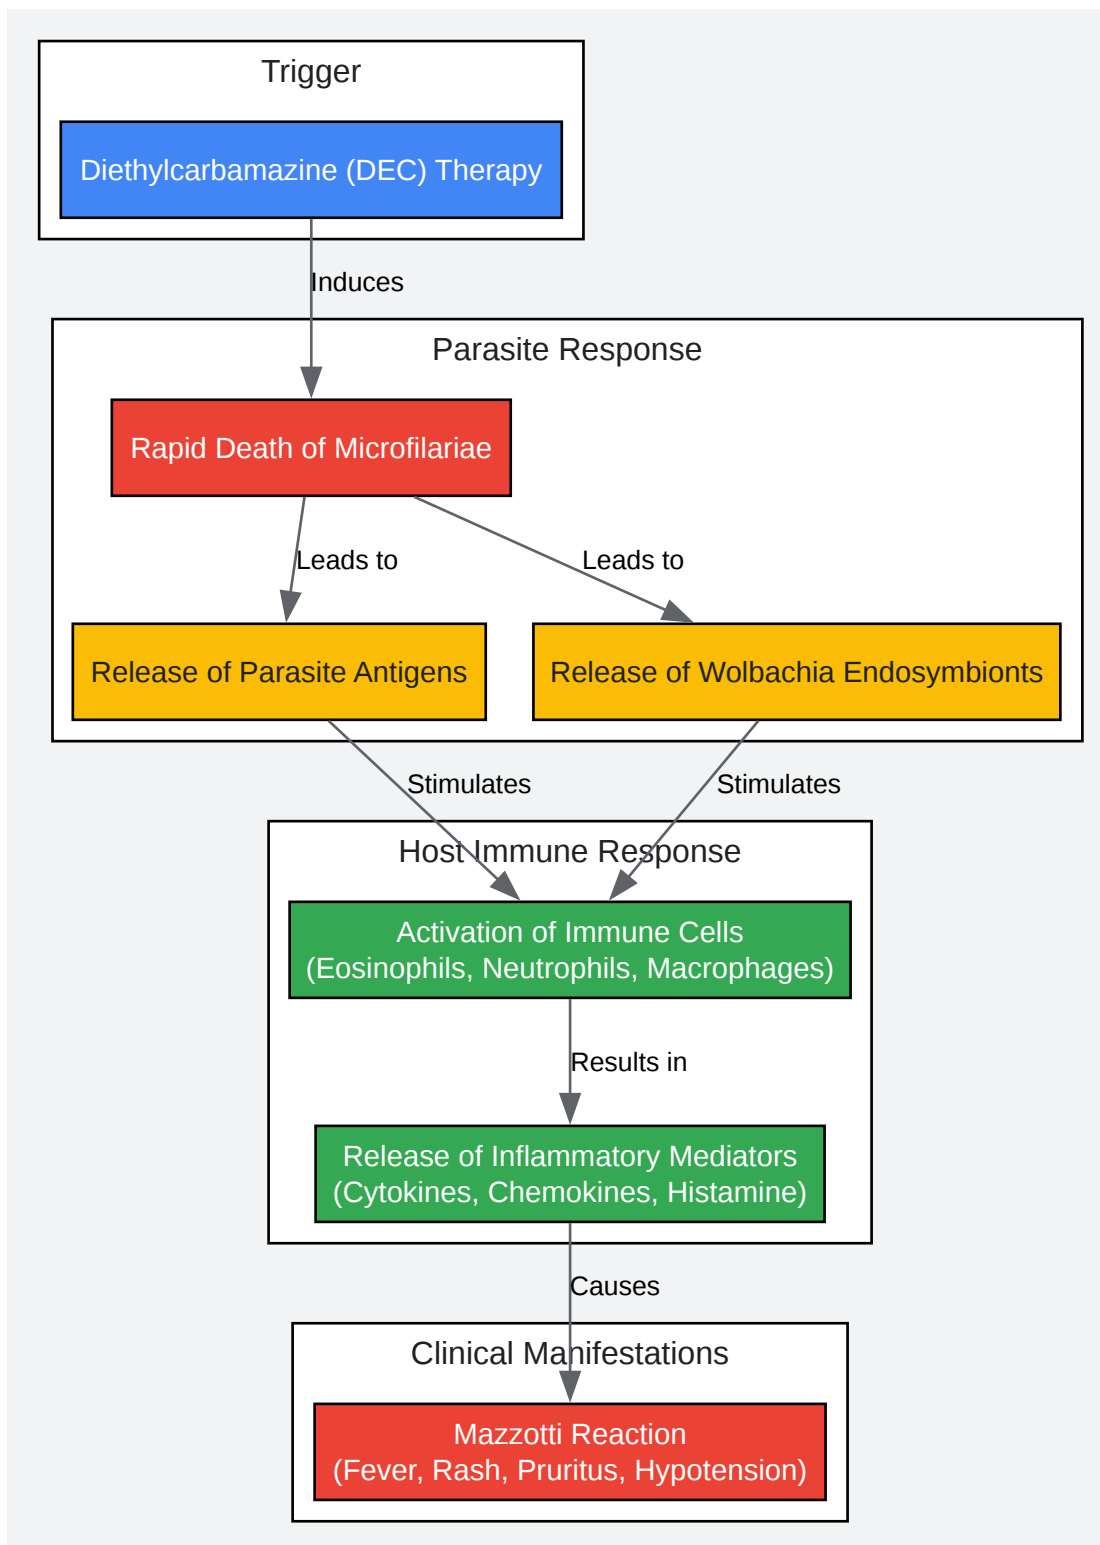 Trigger
Diethylcarbamazine (DEC) Therapy
Induces
Parasite Response
Rapid Death of Microfilariae
Leads to
Leads to
Release of Parasite Antigens
Release of Wolbachia Endosymbionts
Stimulates
Stimulates
Host Immune Response
Activation of Immune Cells
(Eosinophils, Neutrophils, Macrophages)
Results in
Release of Inflammatory Mediators
(Cytokines, Chemokines, Histamine)
Causes
Clinical Manifestations
Mazzotti Reaction
(Fever, Rash, Pruritus, Hypotension)